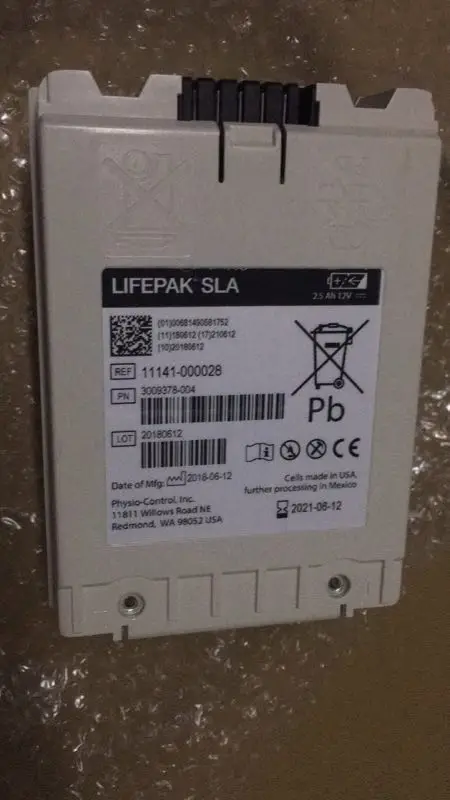 LIFEPAK SLA
2.5 Ah 12V
(01)00681490681752
(11)180612 (17)210612
(10)20180612
REF 11141-000028
PN 3009378-004
LOT 20180612
Pb
Date of Mfg: 2018-06-12
CE
Physio-Control, Inc.
11811 Willows Road NE
Redmond, WA 98052 USA
Cells made in USA,
further processing in Mexico
2021-06-12